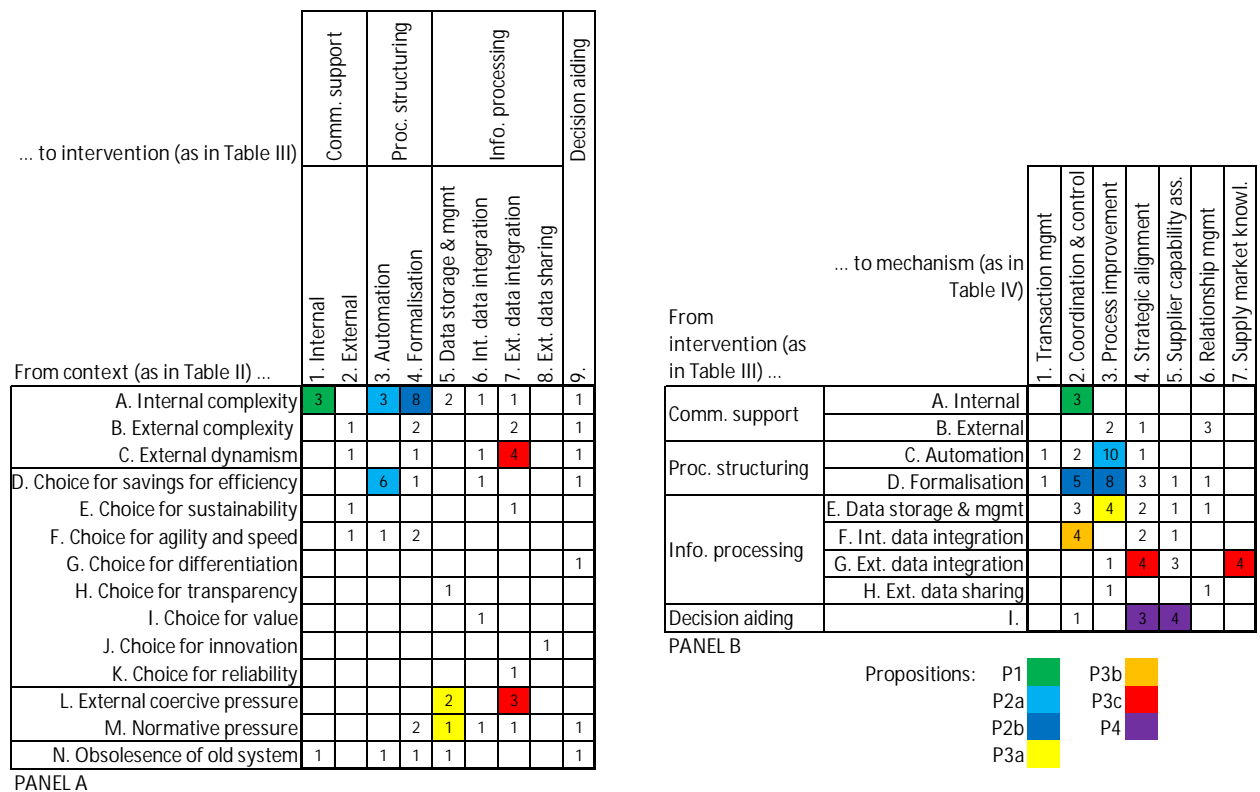 ... to intervention (as in Table III)
Comm. support
Proc. structuring
Info. processing
Decision aiding
From context (as in Table II) ...
1. Internal
2. External
3. Automation
4. Formalisation
5. Data storage & mgmt
6. Int. data integration
7. Ext. data integration
8. Ext. data sharing
9.
A. Internal complexity 3 3 8 2 1 1 1
B. External complexity 1 2 2 1
C. External dynamism 1 1 1 4 1
D. Choice for savings for efficiency 6 1 1 1
E. Choice for sustainability 1 1
F. Choice for agility and speed 1 1 2
G. Choice for differentiation 1
H. Choice for transparency 1
I. Choice for value 1
J. Choice for innovation 1
K. Choice for reliability 1
L. External coercive pressure 2 3
M. Normative pressure 2 1 1 1 1
N. Obsolesence of old system 1 1 1 1 1
PANEL A
... to mechanism (as in
Table IV)
From
intervention (as
in Table III) ...
1. Transaction mgmt
2. Coordination & control
3. Process improvement
4. Strategic alignment
5. Supplier capability ass.
6. Relationship mgmt
7. Supply market knowl.
Comm. support
A. Internal 3
B. External 2 1 3
Proc. structuring
C. Automation 1 2 10 1
D. Formalisation 1 5 8 3 1 1
Info. processing
E. Data storage & mgmt 3 4 2 1 1
F. Int. data integration 4 2 1
G. Ext. data integration 1 4 3 4
H. Ext. data sharing 1 1
Decision aiding
I. 1 3 4
PANEL B
Propositions: P1 P3b
P2a P3c
P2b P4
P3a